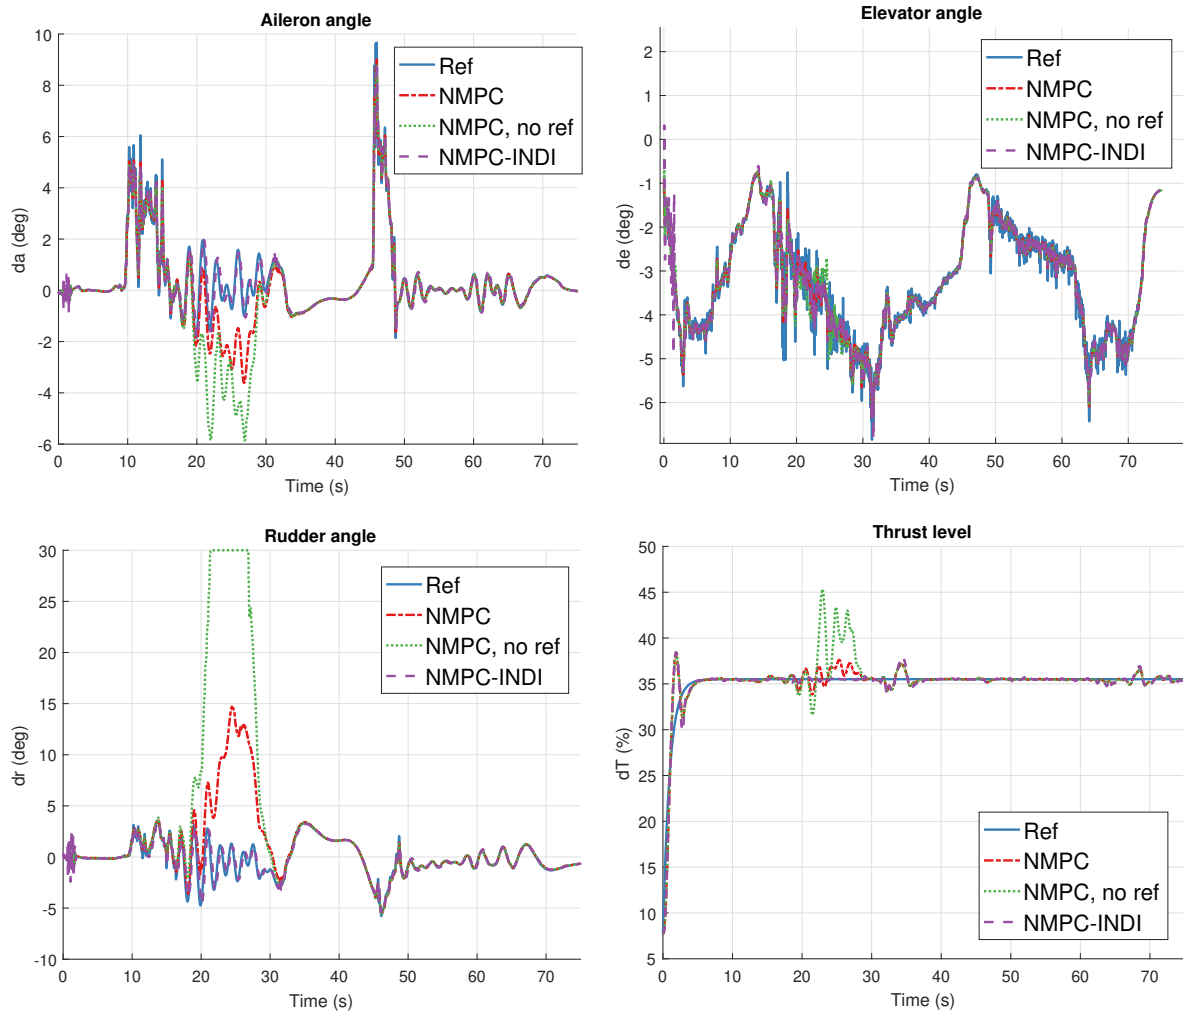 Aileron angle
10
8
6
4
2
0
-2
-4
-6
da (deg)
0 10 20 30 40 50 60 70
Time (s)
Ref
NMPC
NMPC, no ref
NMPC-INDI
Elevator angle
2
1
0
-1
-2
-3
-4
-5
-6
de (deg)
0 10 20 30 40 50 60 70
Time (s)
Ref
NMPC
NMPC, no ref
NMPC-INDI
Rudder angle
30
25
20
15
10
5
0
-5
-10
dr (deg)
0 10 20 30 40 50 60 70
Time (s)
Ref
NMPC
NMPC, no ref
NMPC-INDI
Thrust level
50
45
40
35
30
25
20
15
10
5
dT (%)
0 10 20 30 40 50 60 70
Time (s)
Ref
NMPC
NMPC, no ref
NMPC-INDI